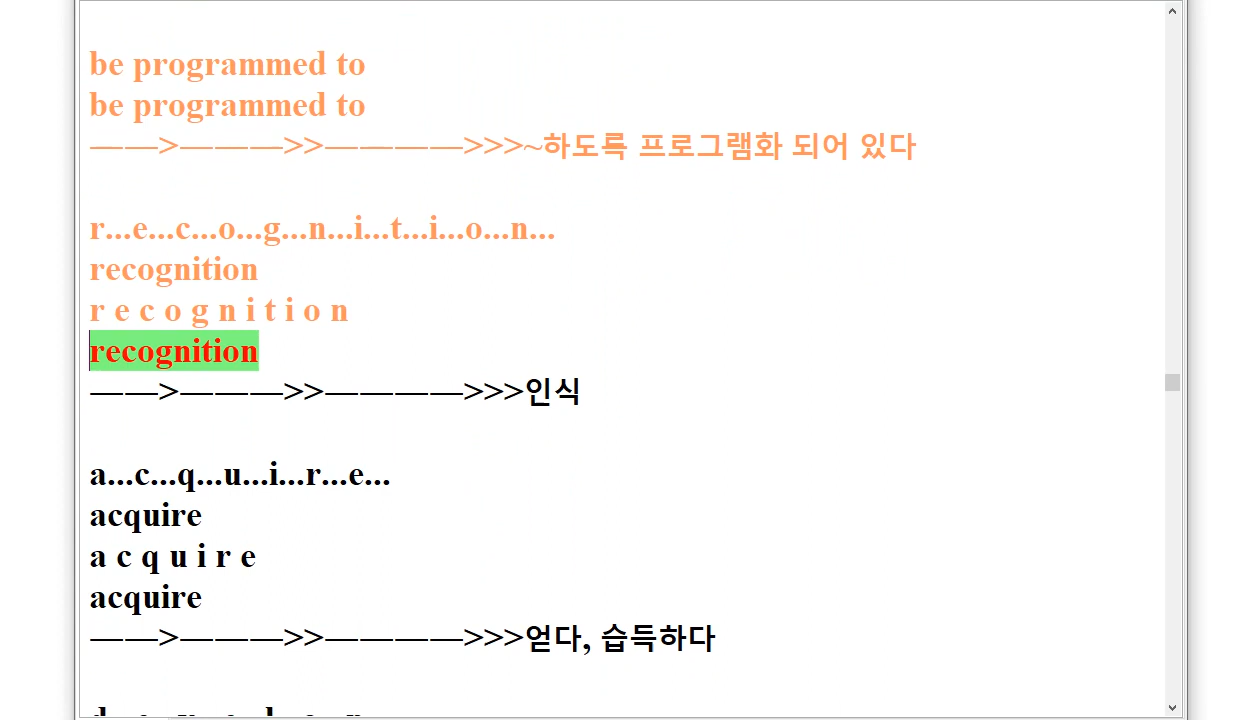 be programmed to
be programmed to
——>———>>————>>>~하도록 프로그램화 되어 있다
r...e...c...o...g...n...i...t...i...o...n...
recognition
r e c o g n i t i o n
recognition
——>———>>————>>>인식
a...c...q...u...i...r...e...
acquire
a c q u i r e
acquire
——>———>>————>>>얻다, 습득하다